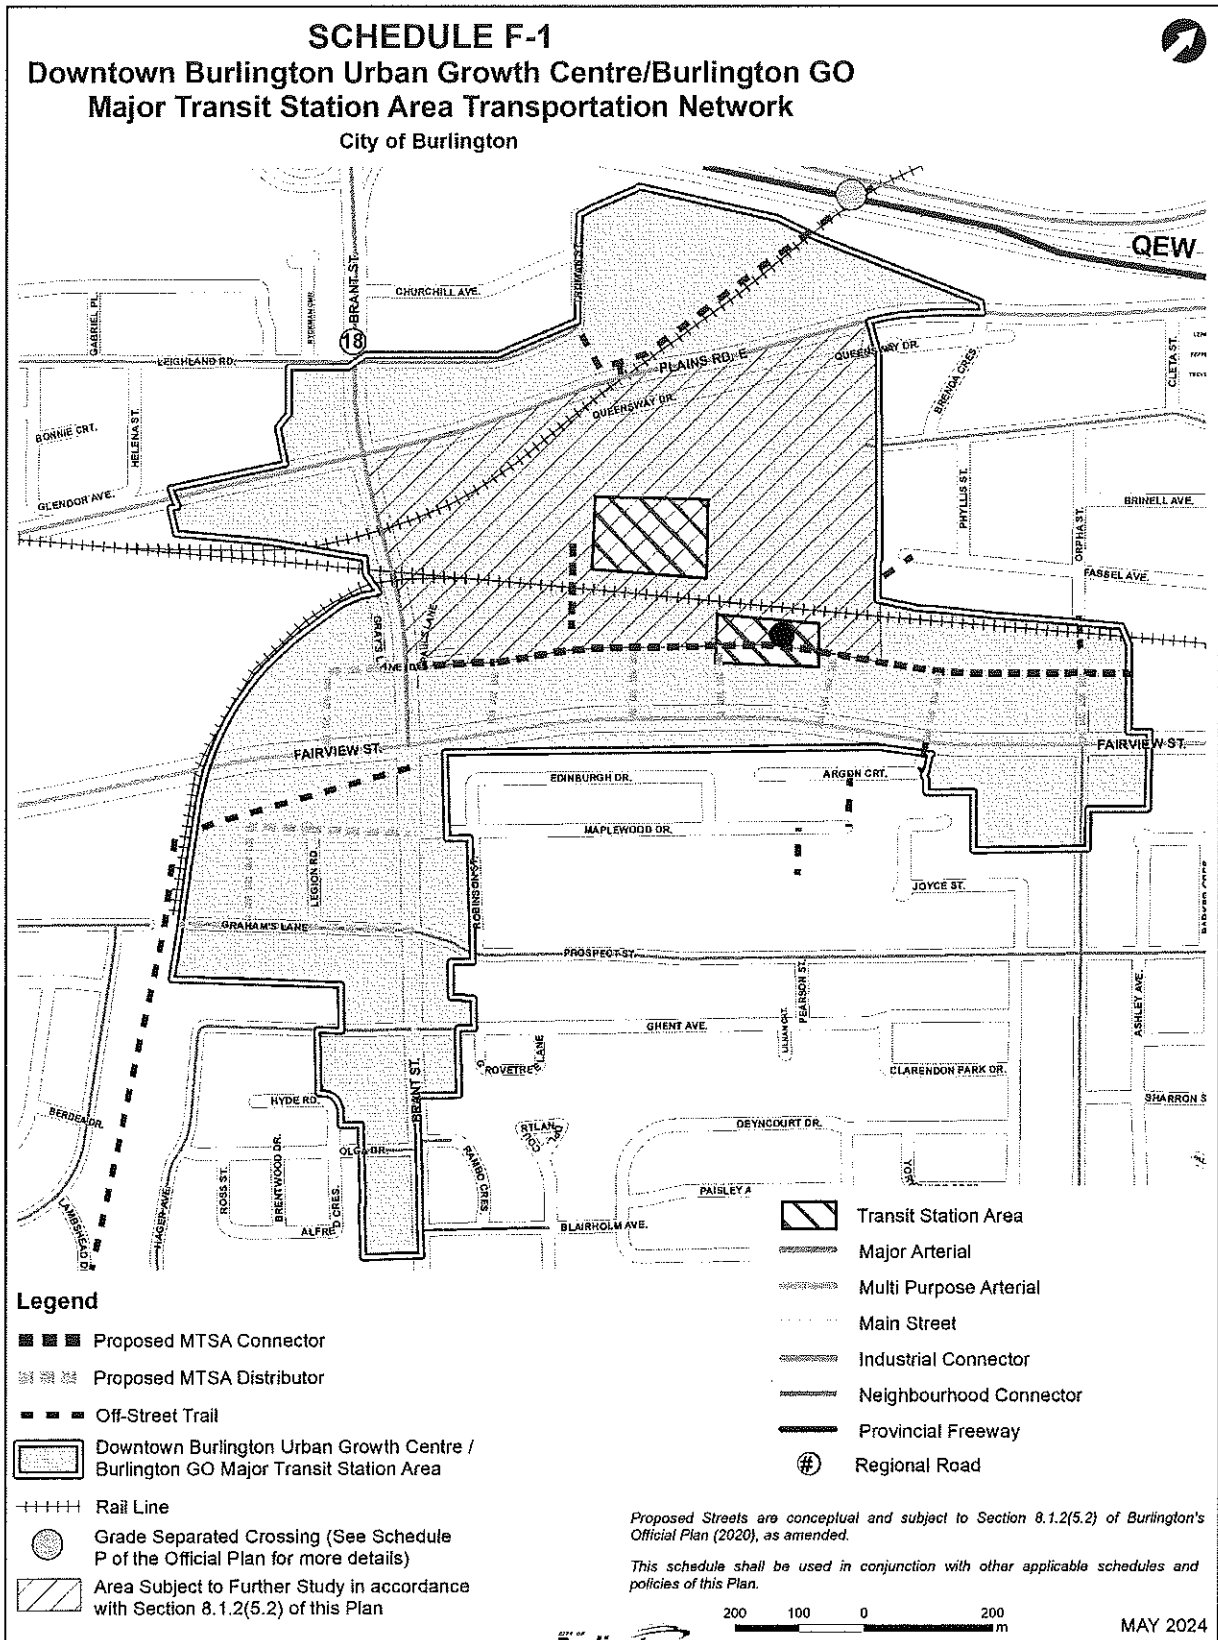 SCHEDULE F-1
Downtown Burlington Urban Growth Centre/Burlington GO
Major Transit Station Area Transportation Network
City of Burlington
QEW
BRANT ST.
CHURCHILL AVE.
GABRIEL PL.
18
LEIGHLAND RD.
PLAINS RD. E
QUEENSWAY DR.
QUEENSWAY DR.
BRENDA CRES.
CLETA ST.
BONNIE CRT.
HELENA ST.
GLENDOR AVE.
PHYLLIS ST.
BRINELL AVE.
ORPHA ST.
FASSEL AVE.
FAIRVIEW ST.
FAIRVIEW ST.
EDINBURGH DR.
ARGON CRT.
MAPLEWOOD DR.
LEGION RD.
ROBINSON ST.
JOYCE ST.
GRAHAM'S LANE
PROSPECT ST.
PEARSON ST.
ASHLEY AVE.
GHENT AVE.
GROVETREE LANE
CLARENDON PARK DR.
BRANT ST.
HYDE RD.
SHARRON S
DEYNCOURT DR.
OLGA DR.
RAMBO CRES.
ROSS ST.
BRENTWOOD DR.
HAGER AVE.
ALFRED CRES.
PAISLEY A
BLAIRHOLM AVE.
Transit Station Area
Major Arterial
Multi Purpose Arterial
Main Street
Industrial Connector
Neighbourhood Connector
Provincial Freeway
# Regional Road
Legend
Proposed MTSA Connector
Proposed MTSA Distributor
Off-Street Trail
Downtown Burlington Urban Growth Centre /
Burlington GO Major Transit Station Area
Rail Line
Grade Separated Crossing (See Schedule
P of the Official Plan for more details)
Area Subject to Further Study in accordance
with Section 8.1.2(5.2) of this Plan
Proposed Streets are conceptual and subject to Section 8.1.2(5.2) of Burlington's
Official Plan (2020), as amended.
This schedule shall be used in conjunction with other applicable schedules and
policies of this Plan.
200 100 0 200
m
MAY 2024